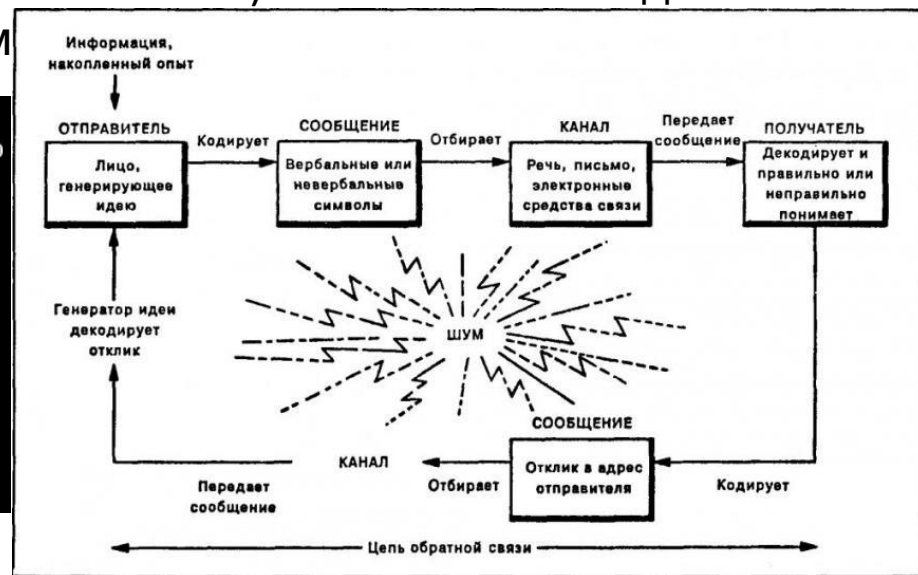 Информация,
накопленный опыт
ОТПРАВИТЕЛЬ
Лицо,
генерирующее
идею
Кодирует
СООБЩЕНИЕ
Вербальные или
невербальные
символы
Отбирает
КАНАЛ
Речь, письмо,
электронные
средства связи
Передает
сообщение
ПОЛУЧАТЕЛЬ
Декодирует и
правильно или
неправильно
понимает
Генератор идеи
декодирует
отклик
ШУМ
СООБЩЕНИЕ
Отклик в адрес
отправителя
Кодирует
Отбирает
КАНАЛ
Передает
сообщение
Цепь обратной связи